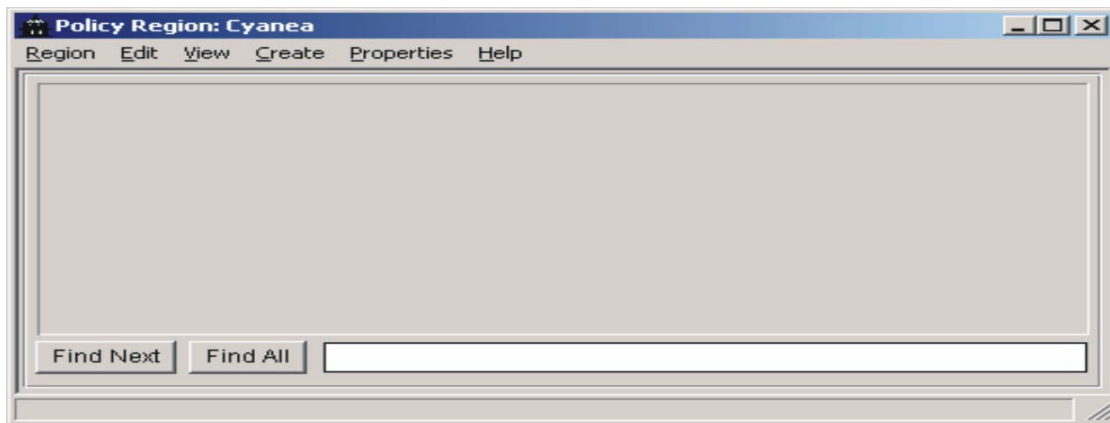 Policy Region: Cyanea
Region Edit View Create Properties Help
Find Next Find All